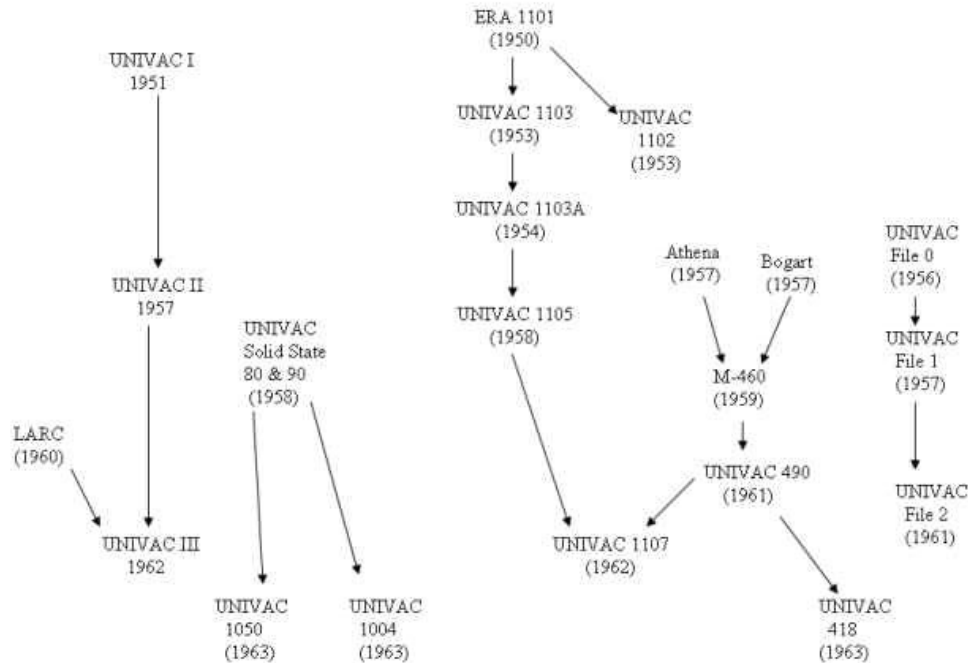 ERA 1101
(1950)
UNIVAC I
1951
UNIVAC 1103
(1953)
UNIVAC
1102
(1953)
UNIVAC 1103A
(1954)
UNIVAC
File 0
(1956)
Athena
(1957)
Bogart
(1957)
UNIVAC II
1957
UNIVAC 1105
(1958)
UNIVAC
Solid State
80 & 90
(1958)
UNIVAC
File 1
(1957)
M-460
(1959)
LARC
(1960)
UNIVAC 490
(1961)
UNIVAC
File 2
(1961)
UNIVAC III
1962
UNIVAC 1107
(1962)
UNIVAC
1050
(1963)
UNIVAC
1004
(1963)
UNIVAC
418
(1963)